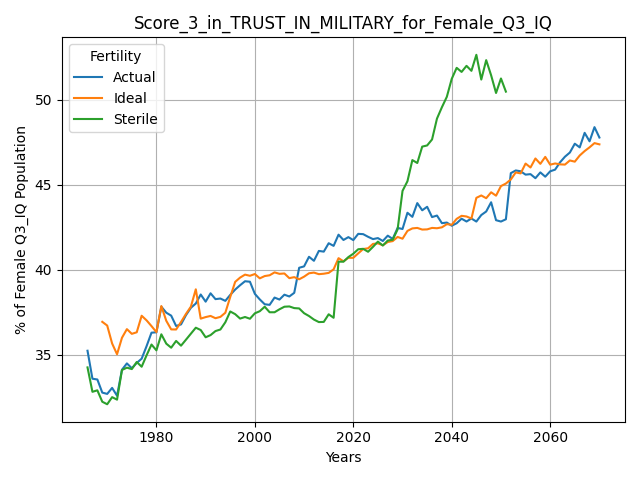 Score_3_in_TRUST_IN_MILITARY_for_Female_Q3_IQ
Fertility
Actual
Ideal
Sterile
% of Female Q3_IQ Population
50
45
40
35
1980
2000
2020
2040
2060
Years